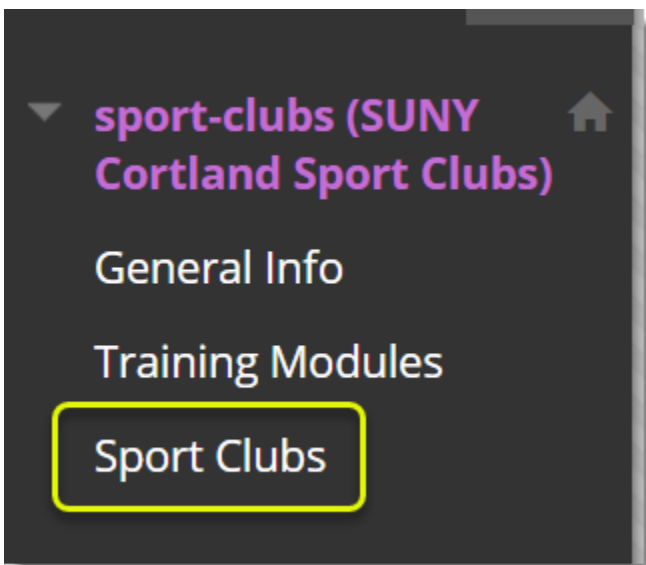 sport-clubs (SUNY
Cortland Sport Clubs)
General Info
Training Modules
Sport Clubs